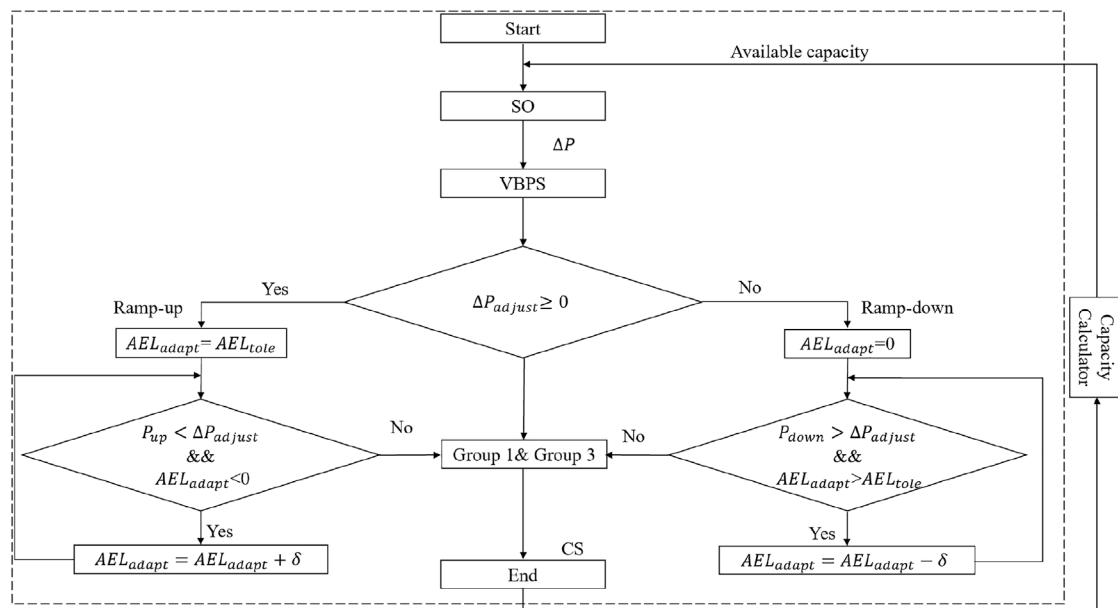 Start
Available capacity
SO
ΔP
VBPS
ΔP_adjust ≥ 0
Yes
No
Ramp-up
Ramp-down
AEL_adapt = AEL_tole
AEL_adapt=0
Capacity
Calculator
P_up < ΔP_adjust
&&
AEL_adapt<0
No
Group 1& Group 3
No
P_down > ΔP_adjust
&&
AEL_adapt>AEL_tole
Yes
Yes
AEL_adapt = AEL_adapt + δ
CS
End
AEL_adapt = AEL_adapt − δ